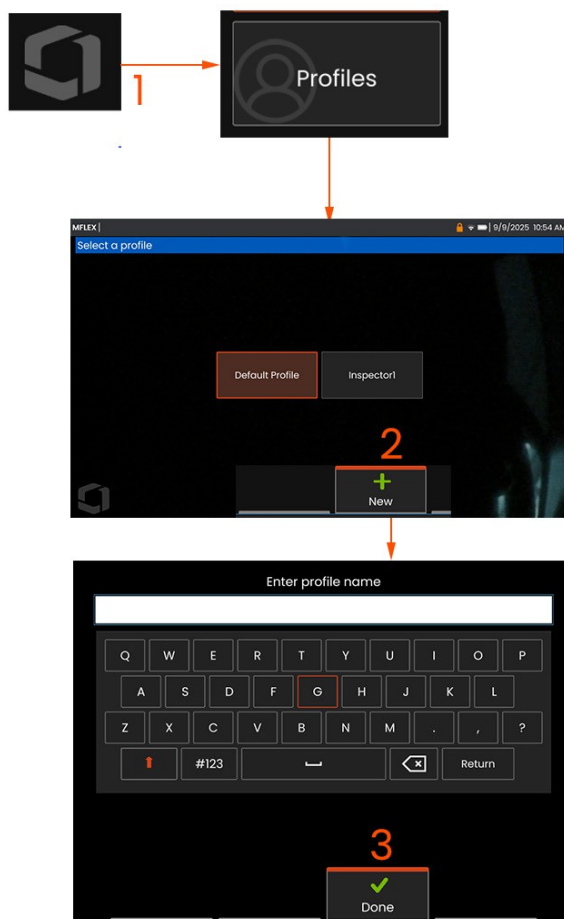 1
Profiles
MFLEX
9/9/2025 10:54 AM
Select a profile
Default Profile
Inspector1
2
New
Enter profile name
Q W E R T Y U I O P
A S D F G H J K L
Z X C V B N M . , ?
#123
Return
3
Done